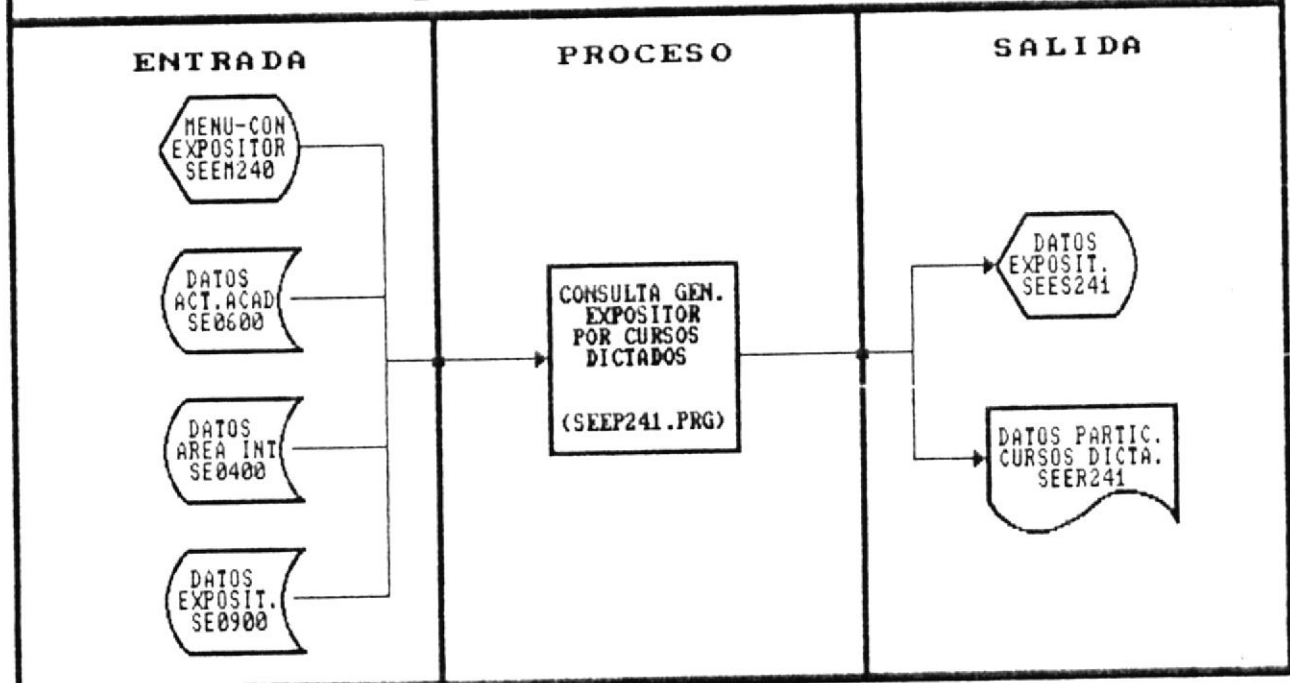 ENTRADA
MENU-CON
EXPOSITOR
SEEM240
DATOS
ACT.ACAD
SE0600
DATOS
AREA INT
SE0400
DATOS
EXPOSIT.
SE0900
PROCESO
CONSULTA GEN.
EXPOSITOR
POR CURSOS
DICTADOS
(SEEP241.PRG)
SALIDA
DATOS
EXPOSIT.
SEES241
DATOS PARTIC.
CURSOS DICTA.
SEER241